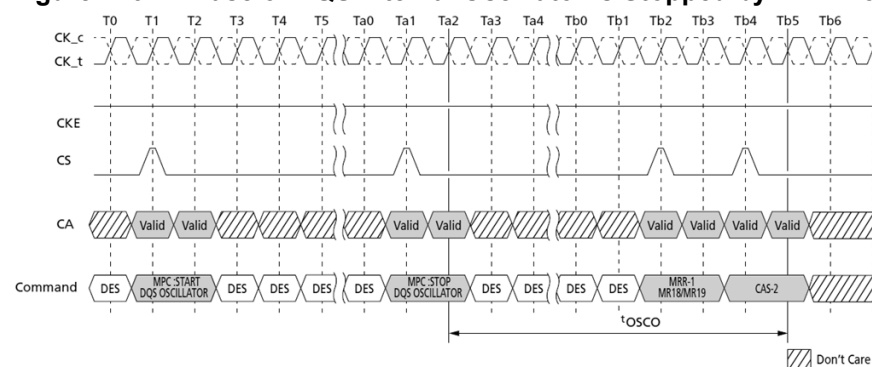 T0 T1 T2 T3 T4 T5 Ta0 Ta1 Ta2 Ta3 Ta4 Tb0 Tb1 Tb2 Tb3 Tb4 Tb5 Tb6
CK_c
CK_t
CKE
CS
CA Valid Valid Valid Valid Valid Valid Valid Valid
Command DES MPC :START DQS OSCILLATOR DES DES DES DES MPC :STOP DQS OSCILLATOR DES DES DES DES MRR-1 MR18/MR19 CAS-2
tOSCO
Don't Care